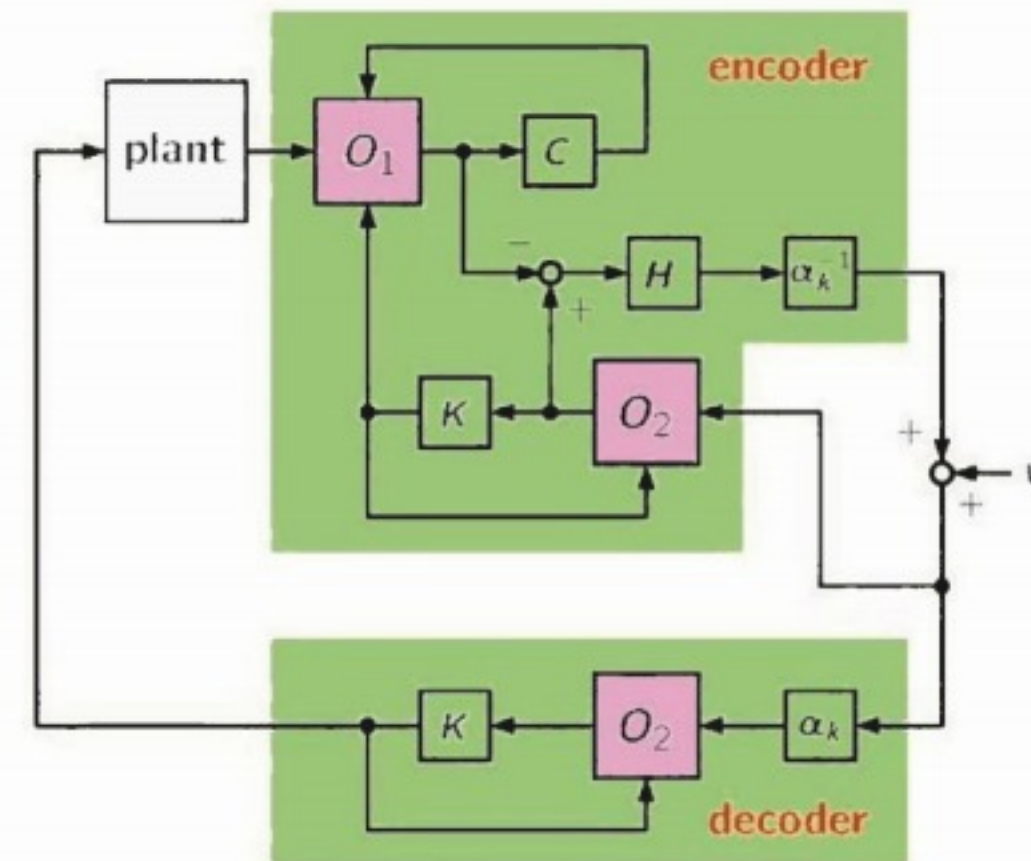 encoder
plant
O₁
C
−
+
H
αₖ⁻¹
K
O₂
+
+
K
O₂
αₖ
decoder